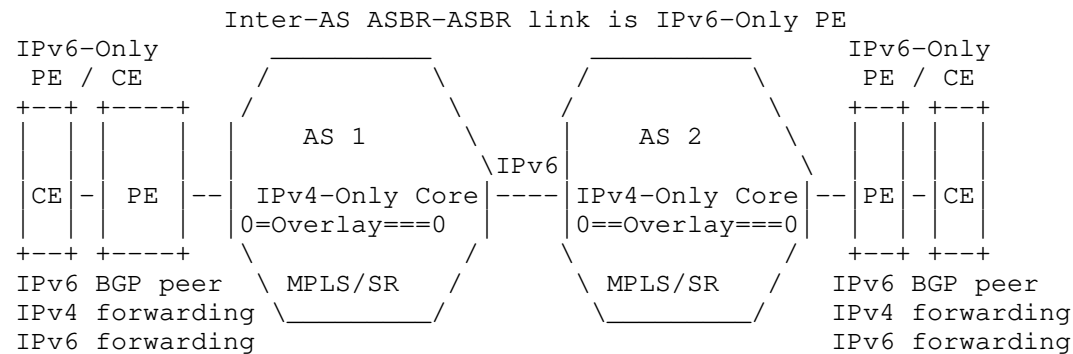 Inter-AS ASBR-ASBR link is IPv6-Only PE
IPv6-Only IPv6-Only
PE / CE PE / CE
AS 1 AS 2
IPv6
CE PE IPv4-Only Core IPv4-Only Core PE CE
0=Overlay===0 0==Overlay===0
IPv6 BGP peer MPLS/SR MPLS/SR IPv6 BGP peer
IPv4 forwarding IPv4 forwarding
IPv6 forwarding IPv6 forwarding